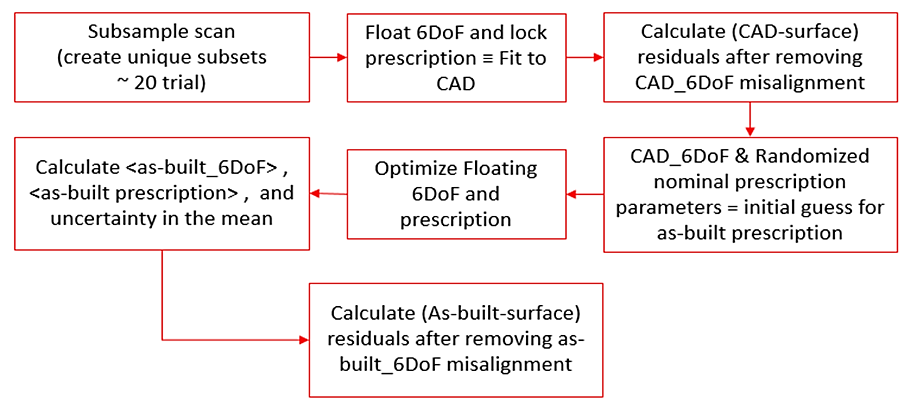 Subsample scan
(create unique subsets
~ 20 trial)
Float 6DoF and lock
prescription ≡ Fit to
CAD
Calculate (CAD-surface)
residuals after removing
CAD_6DoF misalignment
CAD_6DoF & Randomized
nominal prescription
parameters = initial guess for
as-built prescription
Optimize Floating
6DoF and
prescription
Calculate <as-built_6DoF> ,
<as-built prescription> , and
uncertainty in the mean
Calculate (As-built-surface)
residuals after removing as-
built_6DoF misalignment